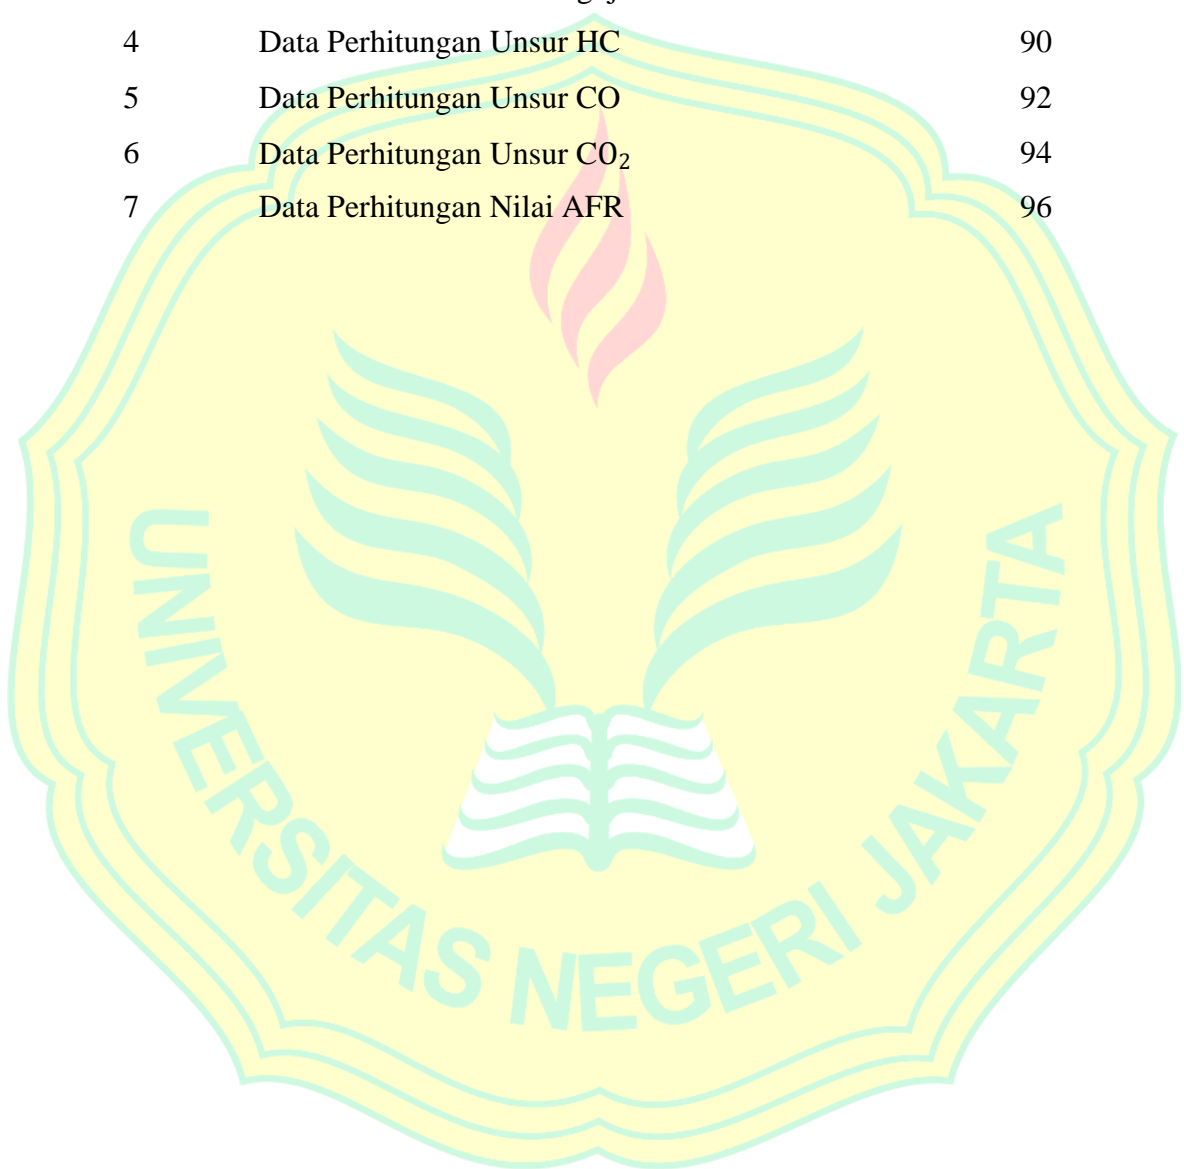 4 Data Perhitungan Unsur HC 90
5 Data Perhitungan Unsur CO 92
6 Data Perhitungan Unsur C0₂ 94
7 Data Perhitungan Nilai AFR 96
UNIVERSITAS NEGERI JAKARTA